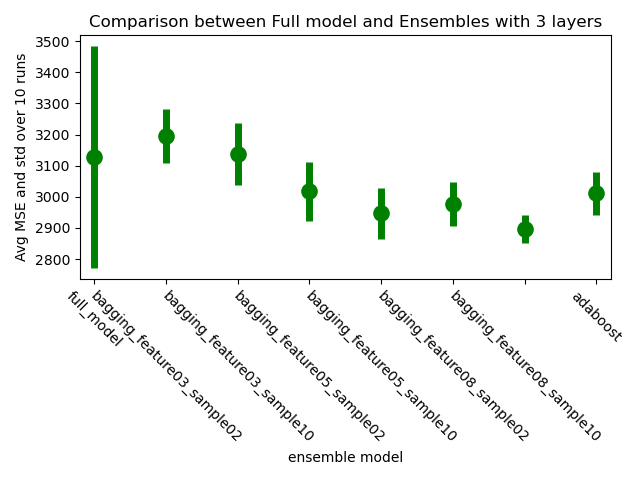 Comparison between Full model and Ensembles with 3 layers
Avg MSE and std over 10 runs
3500
3400
3300
3200
3100
3000
2900
2800
full_model
bagging_feature03_sample02
bagging_feature03_sample10
bagging_feature05_sample02
bagging_feature05_sample10
bagging_feature08_sample02
bagging_feature08_sample10
adaboost
ensemble model